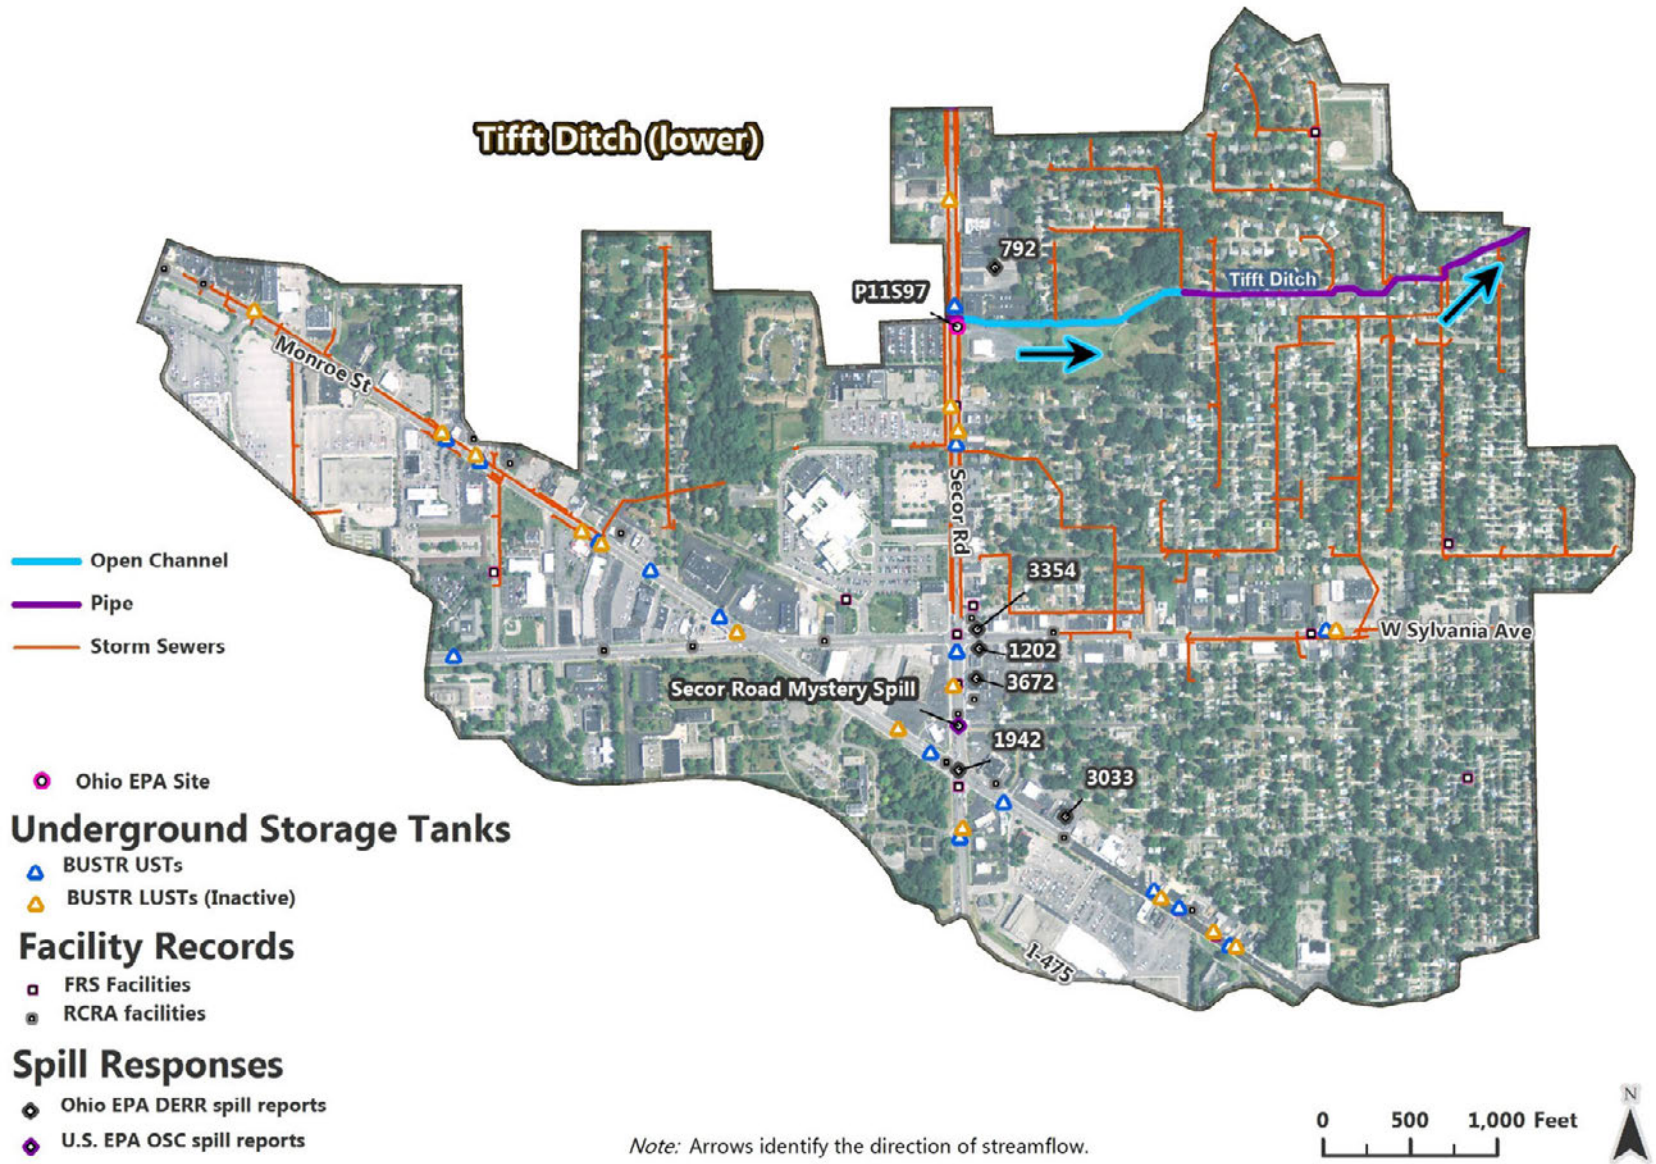 Tifft Ditch (lower)
792
P11S97
Tifft Ditch
Monroe St
Secor Rd
3354
W Sylvania Ave
1202
3672
Secor Road Mystery Spill
1942
3033
I-475
Open Channel
Pipe
Storm Sewers
Ohio EPA Site
Underground Storage Tanks
BUSTR USTs
BUSTR LUSTs (Inactive)
Facility Records
FRS Facilities
RCRA facilities
Spill Responses
Ohio EPA DERR spill reports
U.S. EPA OSC spill reports
Note: Arrows identify the direction of streamflow.
0 500 1,000 Feet
N